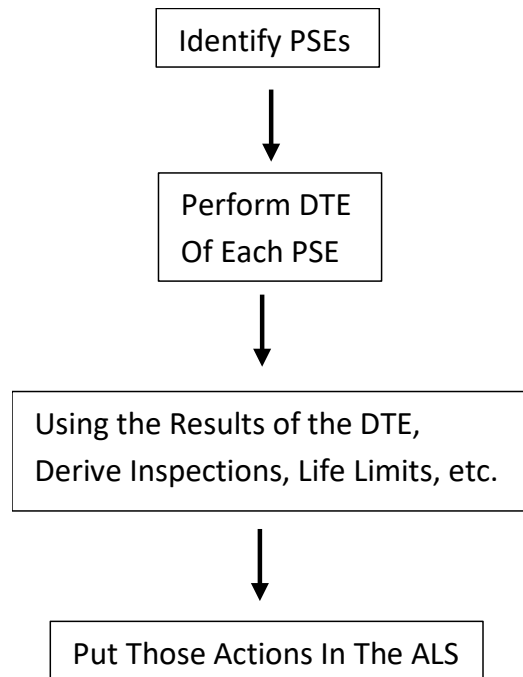 Identify PSEs
Perform DTE
Of Each PSE
Using the Results of the DTE,
Derive Inspections, Life Limits, etc.
Put Those Actions In The ALS